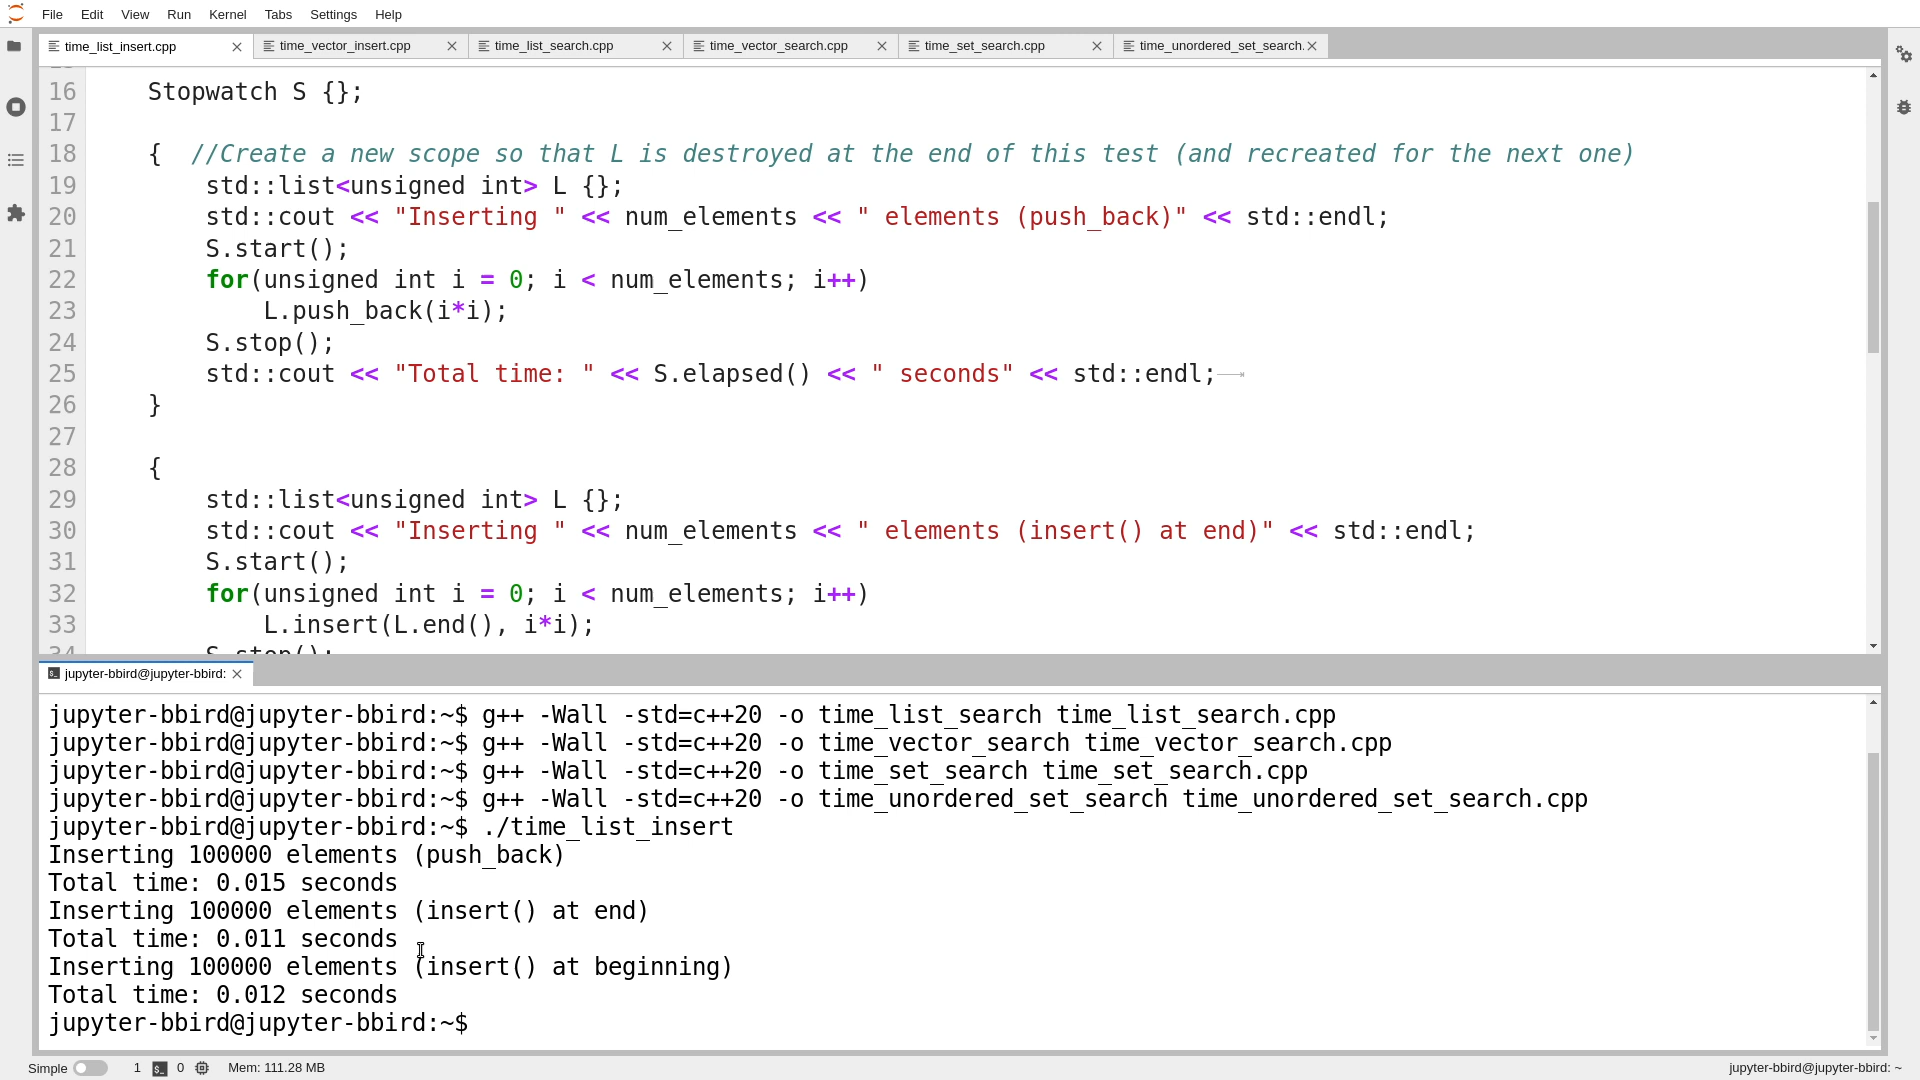 File Edit View Run Kernel Tabs Settings Help
time_list_insert.cpp time_vector_insert.cpp time_list_search.cpp time_vector_search.cpp time_set_search.cpp time_unordered_set_search.
16 Stopwatch S {};
17
18 { //Create a new scope so that L is destroyed at the end of this test (and recreated for the next one)
19 std::list<unsigned int> L {};
20 std::cout << "Inserting " << num_elements << " elements (push_back)" << std::endl;
21 S.start();
22 for(unsigned int i = 0; i < num_elements; i++)
23 L.push_back(i*i);
24 S.stop();
25 std::cout << "Total time: " << S.elapsed() << " seconds" << std::endl;
26 }
27
28 {
29 std::list<unsigned int> L {};
30 std::cout << "Inserting " << num_elements << " elements (insert() at end)" << std::endl;
31 S.start();
32 for(unsigned int i = 0; i < num_elements; i++)
33 L.insert(L.end(), i*i);
34 S.stop();
jupyter-bbird@jupyter-bbird:
jupyter-bbird@jupyter-bbird:~$ g++ -Wall -std=c++20 -o time_list_search time_list_search.cpp
jupyter-bbird@jupyter-bbird:~$ g++ -Wall -std=c++20 -o time_vector_search time_vector_search.cpp
jupyter-bbird@jupyter-bbird:~$ g++ -Wall -std=c++20 -o time_set_search time_set_search.cpp
jupyter-bbird@jupyter-bbird:~$ g++ -Wall -std=c++20 -o time_unordered_set_search time_unordered_set_search.cpp
jupyter-bbird@jupyter-bbird:~$ ./time_list_insert
Inserting 100000 elements (push_back)
Total time: 0.015 seconds
Inserting 100000 elements (insert() at end)
Total time: 0.011 seconds
Inserting 100000 elements (insert() at beginning)
Total time: 0.012 seconds
jupyter-bbird@jupyter-bbird:~$
Simple 1 0 Mem: 111.28 MB jupyter-bbird@jupyter-bbird: ~